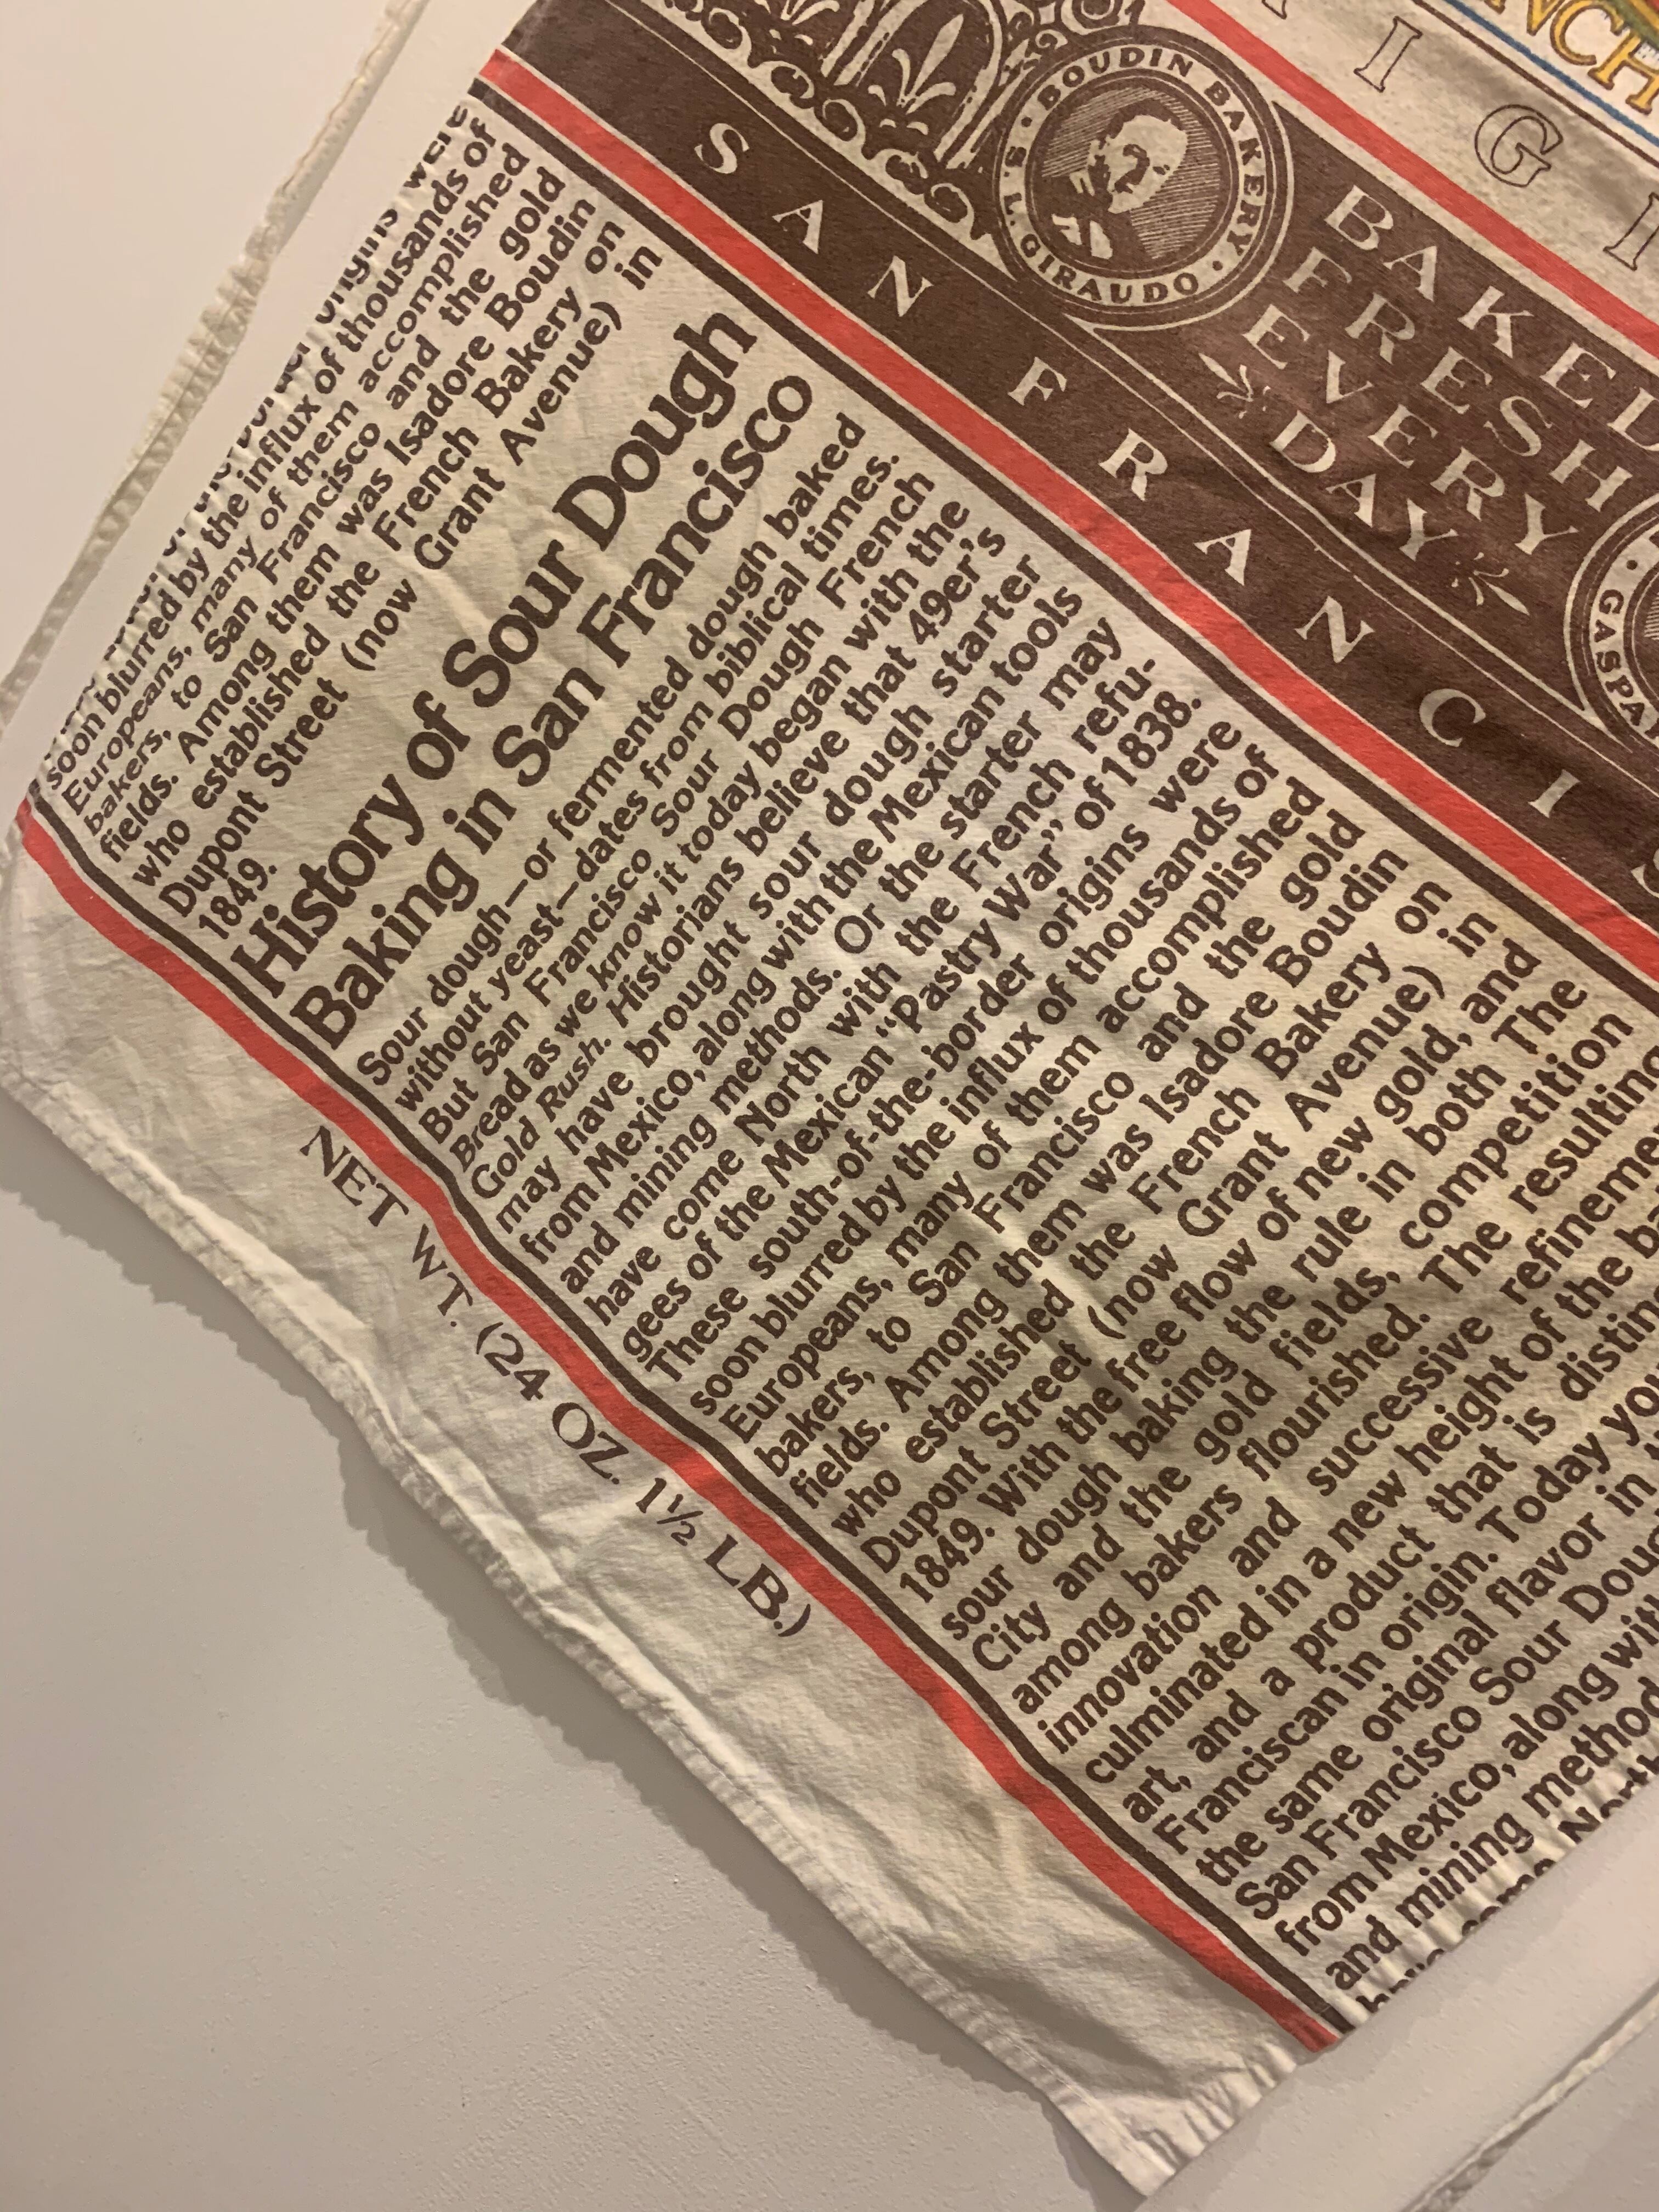 soon blurred by the influx of thousands of
Europeans, many of them accomplished
bakers, to San Francisco and the gold
fields. Among them was Isadore Boudin
who established the French Bakery on
Dupont Street (now Grant Avenue) in
1849.
History of Sour Dough
Baking in San Francisco
Sour dough—or fermented dough baked
without yeast—dates from biblical times.
But San Francisco Sour Dough French
Bread as we know it today began with the
Gold Rush. Historians believe that 49er's
may have brought sour dough starter
from Mexico, along with the Mexican tools
and mining methods. Or the starter may
have come North with the French refu-
gees of the Mexican "Pastry War" of 1838.
These south-of-the-border origins were
soon blurred by the influx of thousands of
Europeans, many of them accomplished
bakers, to San Francisco and the gold
fields. Among them was Isadore Boudin
who established the French Bakery on
Dupont Street (now Grant Avenue) in
1849. With the free flow of new gold, and
sour dough baking the rule in both The
City and the gold fields, competition
among bakers flourished. The resulting
innovation and successive
culminated in a new height of the
art, and a product that is
Franciscan in origin. Today
the same original flavor in
San Francisco Sour
from Mexico, along
and mining
NET WT. (24 OZ. 1½ LB.)
SAN FRANCIS
BOUDIN BAKERY · L. GIRAUDO ·
BAKED
FRESH
EVERY
DAY
IGI
NCH
GASPA